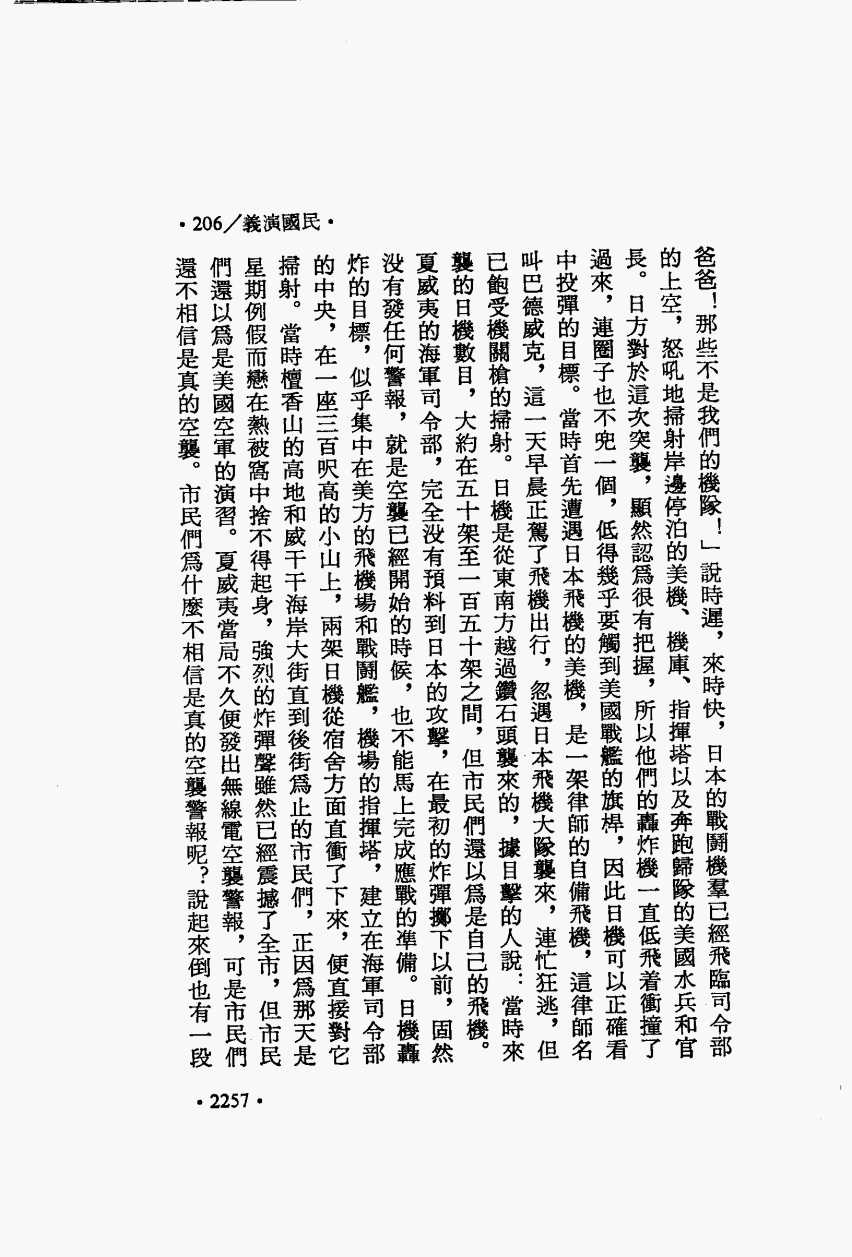 •206／義演國民•
爸爸！那些不是我們的機隊！」說時遲，來時快，日本的戰鬪機羣已經飛臨司令部
的上空，怒吼地掃射岸邊停泊的美機、機庫、指揮塔以及奔跑歸隊的美國水兵和官
長。日方對於這次突襲，顯然認爲很有把握，所以他們的轟炸機一直低飛着衝撞了
過來，連圈子也不兜一個，低得幾乎要觸到美國戰艦的旗桿，因此日機可以正確看
中投彈的目標。當時首先遭遇日本飛機的美機，是一架律師的自備飛機，這律師名
叫巴德威克，這一天早晨正駕了飛機出行，忽遇日本飛機大隊襲來，連忙狂逃，但
已飽受機關槍的掃射。日機是從東南方越過鑽石頭襲來的，據目擊的人說：當時來
襲的日機數目，大約在五十架至一百五十架之間，但市民們還以爲是自己的飛機。
夏威夷的海軍司令部，完全没有預料到日本的攻擊，在最初的炸彈擲下以前，固然
没有發任何警報，就是空襲已經開始的時候，也不能馬上完成應戰的準備。日機轟
炸的目標，似乎集中在美方的飛機場和戰鬪艦，機場的指揮塔，建立在海軍司令部
的中央，在一座三百呎高的小山上，兩架日機從宿舍方面直衝了下來，便直接對它
掃射。當時檀香山的高地和威干干海岸大街直到後街爲止的市民們，正因爲那天是
星期例假而戀在熱被窩中捨不得起身，強烈的炸彈聲雖然已經震撼了全市，但市民
們還以爲是美國空軍的演習。夏威夷當局不久便發出無線電空襲警報，可是市民們
還不相信是真的空襲。市民們爲什麼不相信是真的空襲警報呢？說起來倒也有一段
•2257•